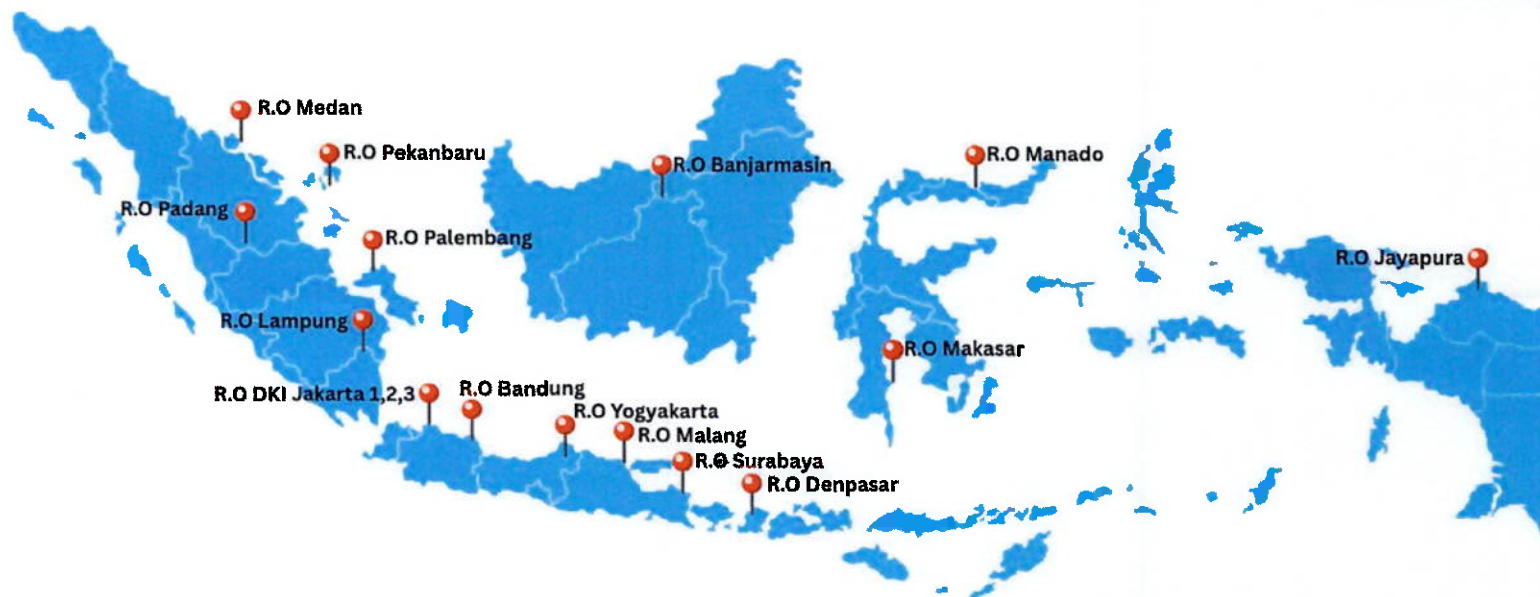 R.O Medan
R.O Pekanbaru
R.O Banjarmasin
R.O Manado
R.O Padang
R.O Palembang
R.O Jayapura
R.O Lampung
R.O Makasar
R.O DKI Jakarta 1,2,3
R.O Bandung
R.O Yogyakarta
R.O Malang
R.O Surabaya
R.O Denpasar